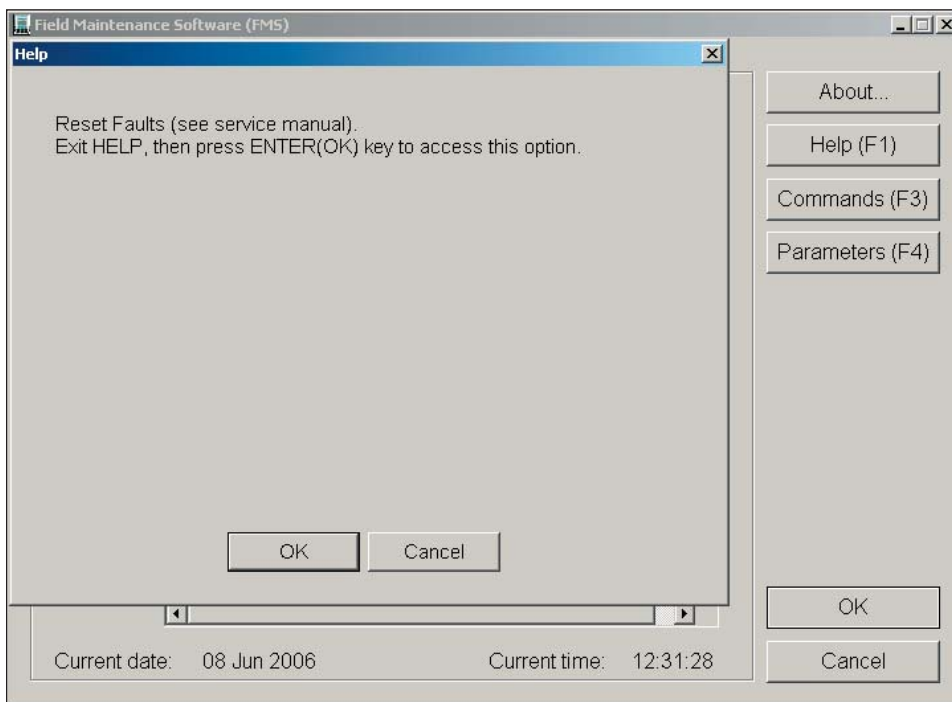 Field Maintenance Software (FMS)
Help
Reset Faults (see service manual).
Exit HELP, then press ENTER(OK) key to access this option.
OK
Cancel
About...
Help (F1)
Commands (F3)
Parameters (F4)
OK
Cancel
Current date: 08 Jun 2006 Current time: 12:31:28